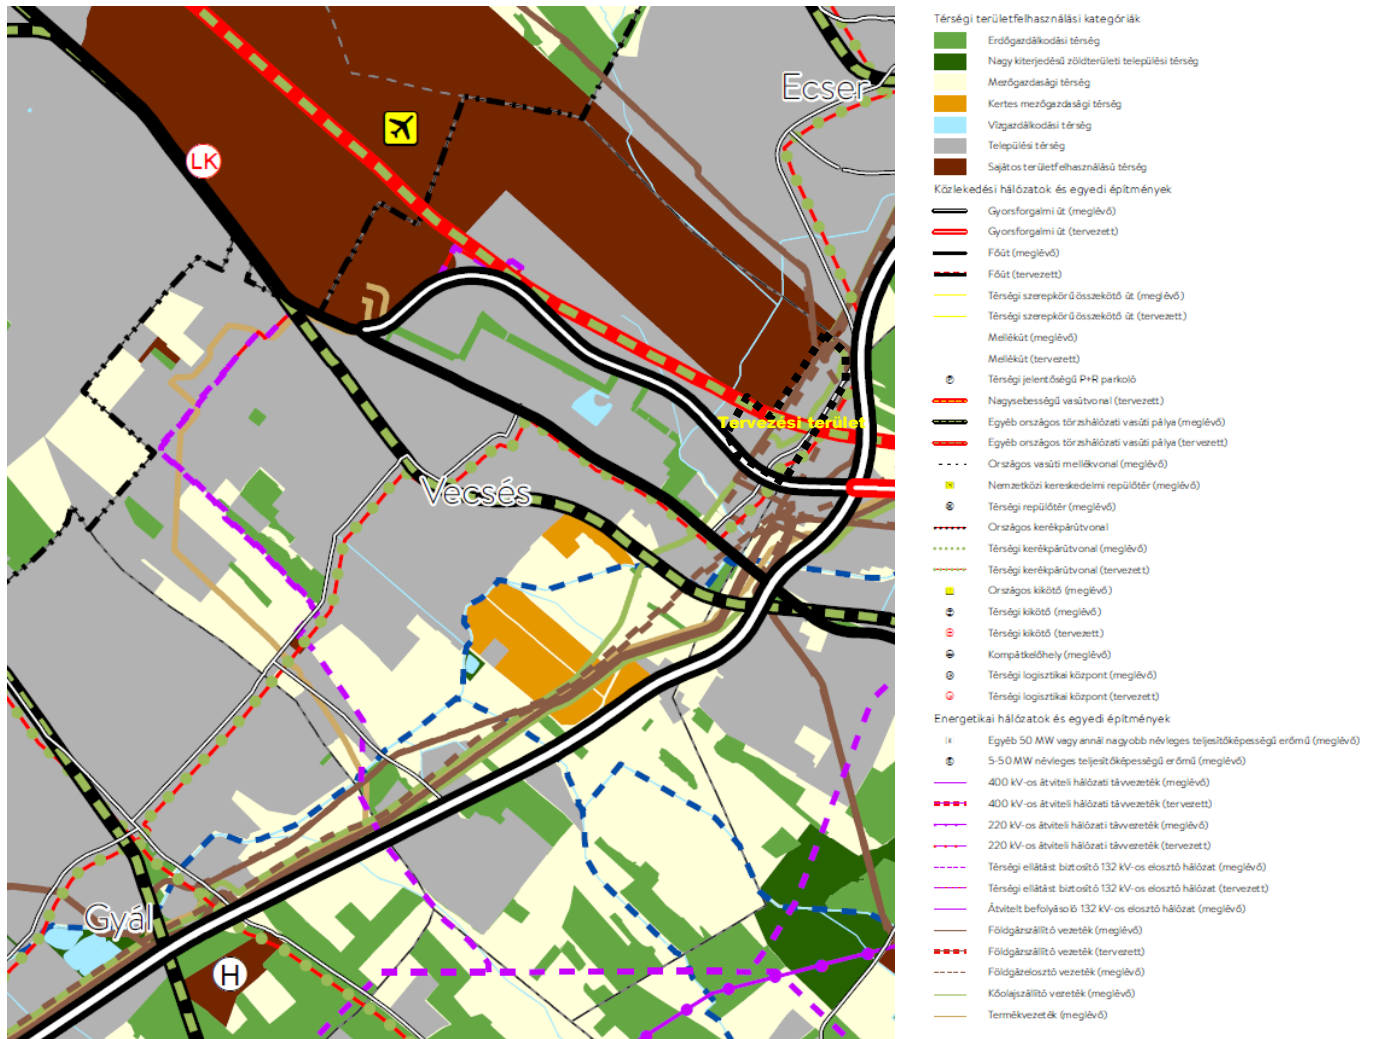 Ecser
LK
Tervezési terület
Vecsés
Gyál
H
Térségi területfelhasználási kategóriák
Erdőgazdálkodási térség
Nagy kiterjedésű zöldterületi települési térség
Mezőgazdasági térség
Kertes mezőgazdasági térség
Vízgazdálkodási térség
Települési térség
Sajátos területfelhasználású térség
Közlekedési hálózatok és egyedi építmények
Gyorsforgalmi út (meglévő)
Gyorsforgalmi út (tervezett)
Főút (meglévő)
Főút (tervezett)
Térségi szerepkörű összekötő út (meglévő)
Térségi szerepkörű összekötő út (tervezett)
Mellékút (meglévő)
Mellékút (tervezett)
Térségi jelentőségű P+R parkoló
Nagysebességű vasútvonal (tervezett)
Egyéb országos törzshálózati vasúti pálya (meglévő)
Egyéb országos törzshálózati vasúti pálya (tervezett)
Országos vasúti mellékvonal (meglévő)
Nemzetközi kereskedelmi repülőtér (meglévő)
Térségi repülőtér (meglévő)
Országos kerékpárútvonal
Térségi kerékpárútvonal (meglévő)
Térségi kerékpárútvonal (tervezett)
Országos kikötő (meglévő)
Térségi kikötő (meglévő)
Térségi kikötő (tervezett)
Kompátkelőhely (meglévő)
Térségi logisztikai központ (meglévő)
Térségi logisztikai központ (tervezett)
Energetikai hálózatok és egyedi építmények
Egyéb 50 MW vagy annál nagyobb névleges teljesítőképességű erőmű (meglévő)
5-50 MW névleges teljesítőképességű erőmű (meglévő)
400 kV-os átviteli hálózati távvezeték (meglévő)
400 kV-os átviteli hálózati távvezeték (tervezett)
220 kV-os átviteli hálózati távvezeték (meglévő)
220 kV-os átviteli hálózati távvezeték (tervezett)
Térségi ellátást biztosító 132 kV-os elosztó hálózat (meglévő)
Térségi ellátást biztosító 132 kV-os elosztó hálózat (tervezett)
Átvitelt befolyásoló 132 kV-os elosztó hálózat (meglévő)
Földgázszállító vezeték (meglévő)
Földgázszállító vezeték (tervezett)
Földgázelosztó vezeték (meglévő)
Kőolajszállító vezeték (meglévő)
Termékvezeték (meglévő)